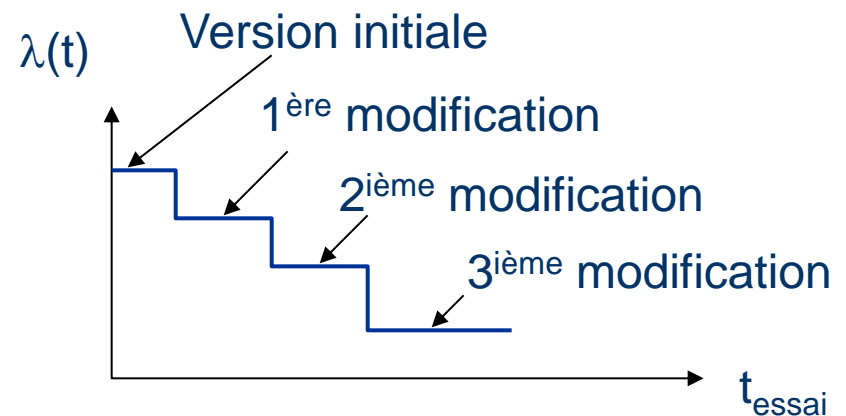 Version initiale
λ(t)
1ère modification
2ième modification
3ième modification
tessai